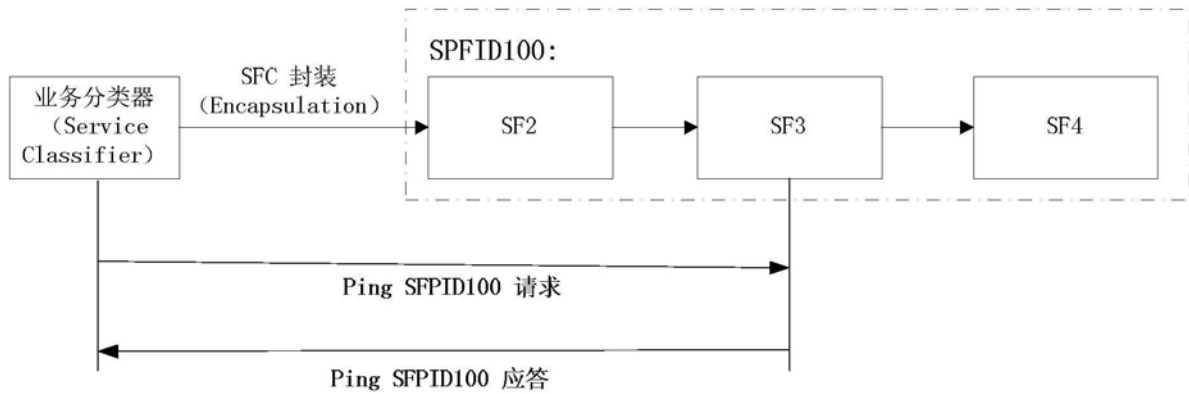 SPFID100:
SFC 封装
（Encapsulation）
业务分类器
（Service
Classifier）
SF2
SF3
SF4
Ping SFPID100 请求
Ping SFPID100 应答